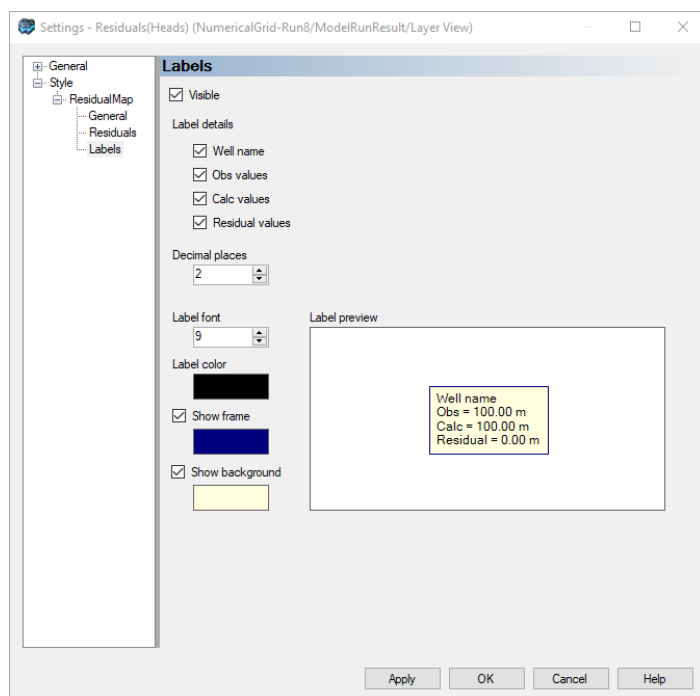 Settings - Residuals(Heads) (NumericalGrid-Run8/ModelRunResult/Layer View)
General
Style
ResidualMap
General
Residuals
Labels
Labels
Visible
Label details
Well name
Obs values
Calc values
Residual values
Decimal places
2
Label font
9
Label color
Show frame
Show background
Label preview
Well name
Obs = 100.00 m
Calc = 100.00 m
Residual = 0.00 m
Apply
OK
Cancel
Help